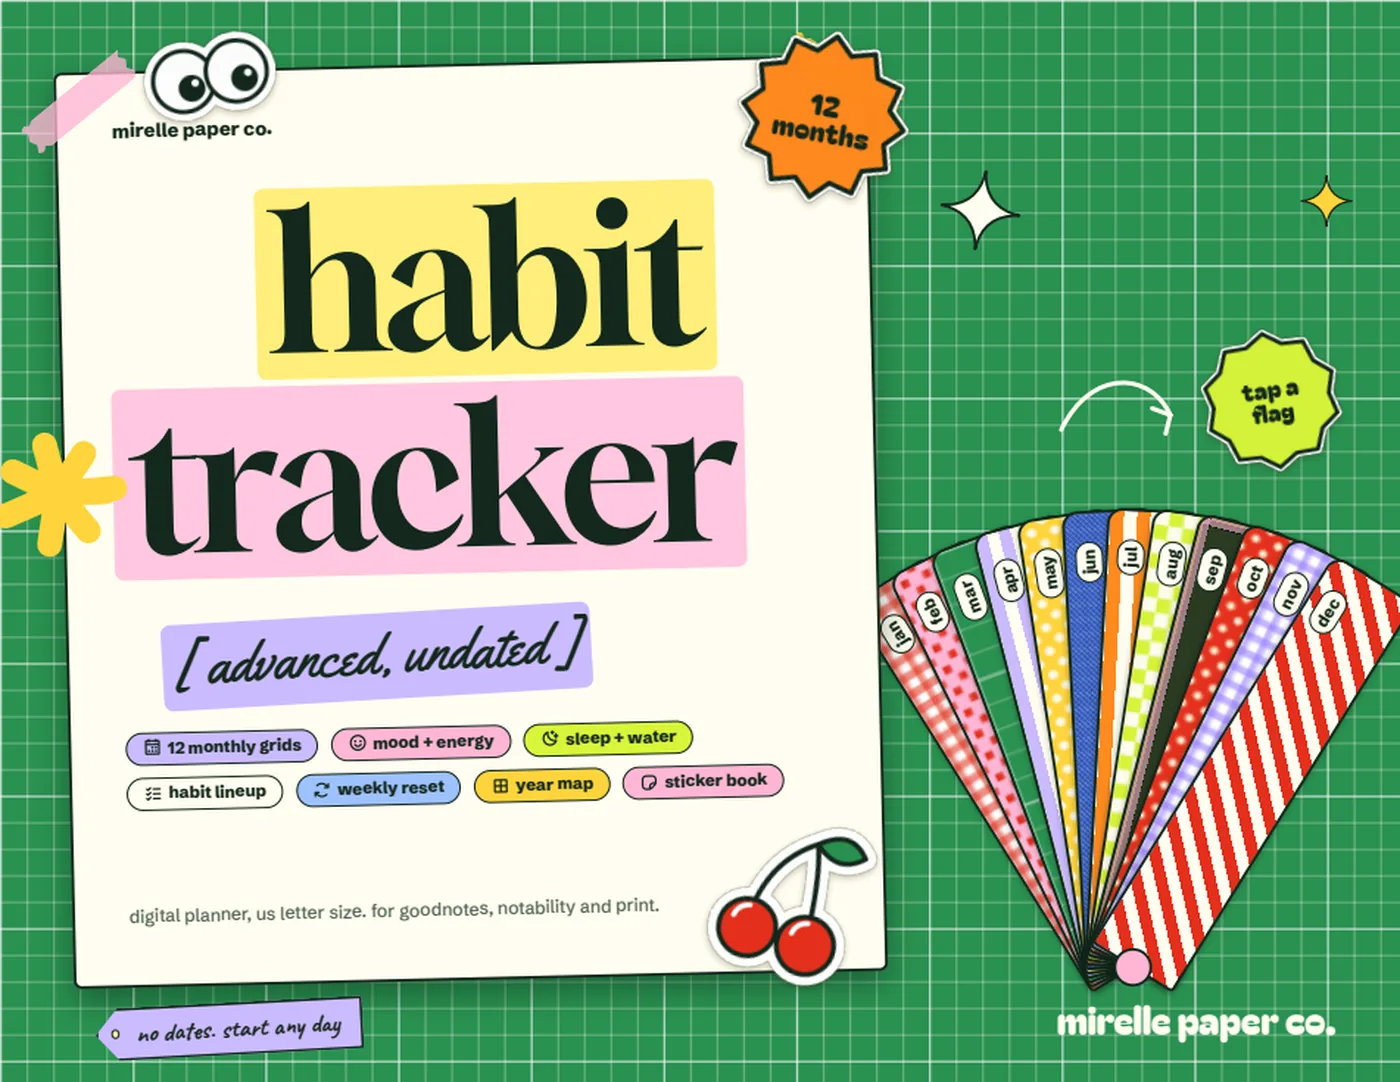 mirelle paper co.
12
months
habit
tracker
[ advanced, undated ]
12 monthly grids
mood + energy
sleep + water
habit lineup
weekly reset
year map
sticker book
digital planner, us letter size. for goodnotes, notability and print.
no dates. start any day
tap a
flag
jan
feb
mar
apr
may
jun
jul
aug
sep
oct
nov
dec
mirelle paper co.